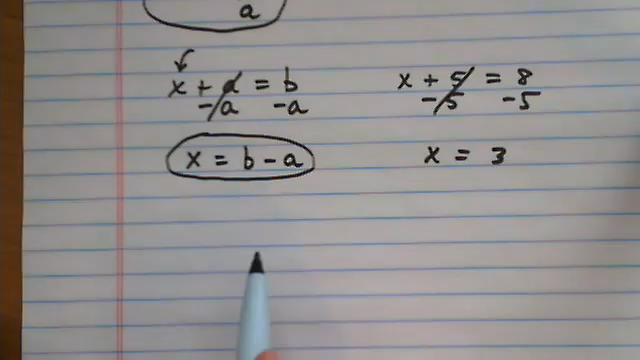 a
x + a = b
-a -a
x = b - a
x + 5 = 8
-5 -5
x = 3